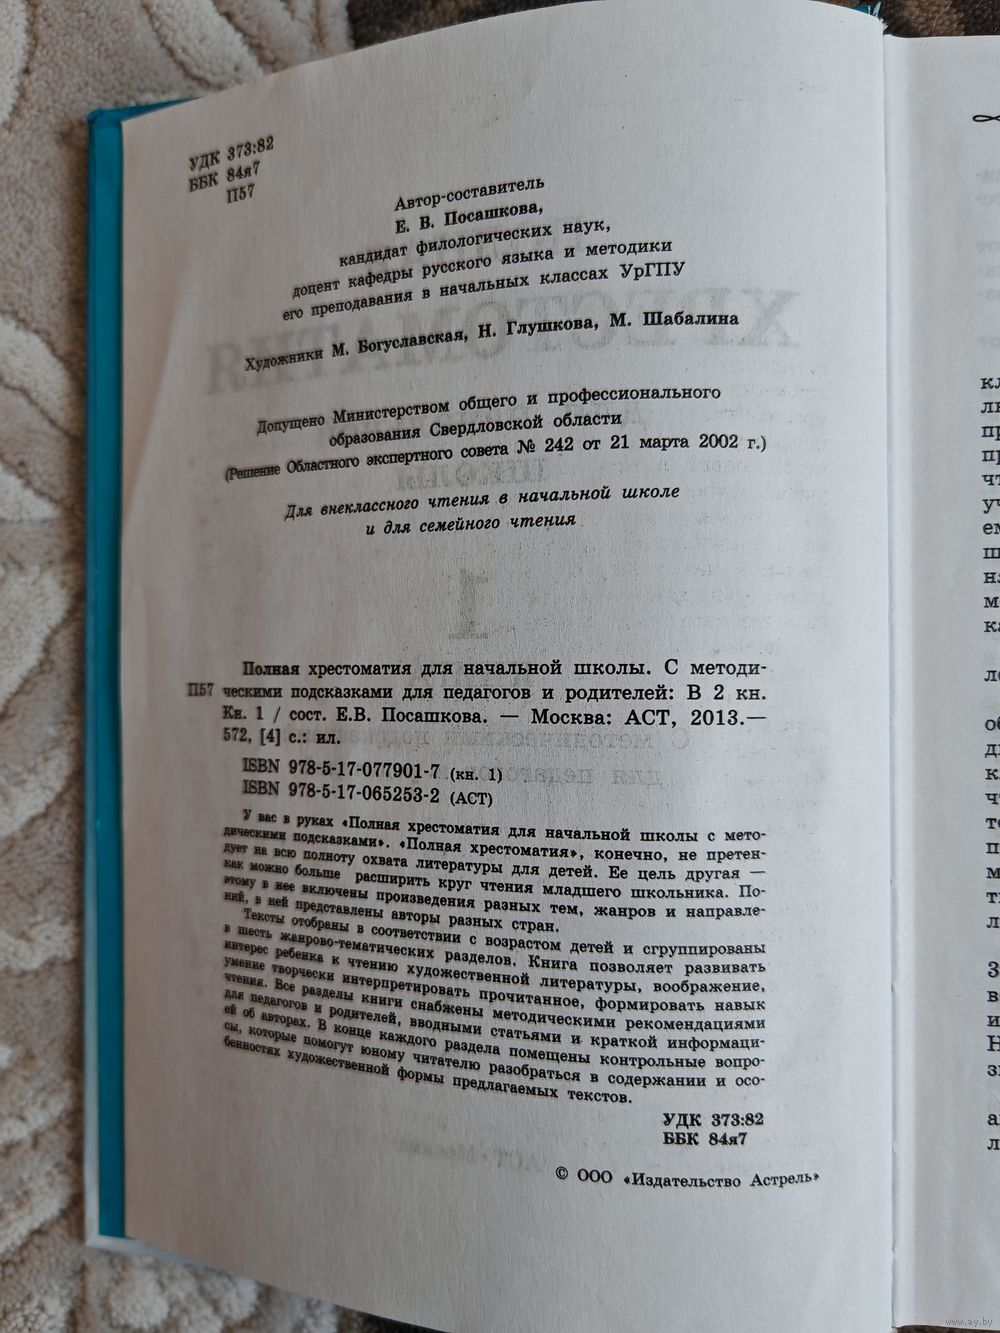 УДК 373:82
ББК 84я7
П57
Автор-составитель
Е. В. Посашкова,
кандидат филологических наук,
доцент кафедры русского языка и методики
его преподавания в начальных классах УрГПУ
Художники М. Богуславская, Н. Глушкова, М. Шабалина
Допущено Министерством общего и профессионального
образования Свердловской области
(Решение Областного экспертного совета № 242 от 21 марта 2002 г.)
Для внеклассного чтения в начальной школе
и для семейного чтения
Полная хрестоматия для начальной школы. С методи-
П57 ческими подсказками для педагогов и родителей: В 2 кн.
Кн. 1 / сост. Е.В. Посашкова. — Москва: АСТ, 2013.—
572, [4] с.: ил.
ISBN 978-5-17-077901-7 (кн. 1)
ISBN 978-5-17-065253-2 (АСТ)
У вас в руках «Полная хрестоматия для начальной школы с мето-
дическими подсказками». «Полная хрестоматия», конечно, не претен-
дует на всю полноту охвата литературы для детей. Ее цель другая —
как можно больше расширить круг чтения младшего школьника. По-
этому в нее включены произведения разных тем, жанров и направле-
ний, в ней представлены авторы разных стран.
Тексты отобраны в соответствии с возрастом детей и сгруппированы
в шесть жанрово-тематических разделов. Книга позволяет развивать
интерес ребенка к чтению художественной литературы, воображение,
умение творчески интерпретировать прочитанное, формировать навык
чтения. Все разделы книги снабжены методическими рекомендациями
для педагогов и родителей, вводными статьями и краткой информаци-
ей об авторах. В конце каждого раздела помещены контрольные вопро-
сы, которые помогут юному читателю разобраться в содержании и осо-
бенностях художественной формы предлагаемых текстов.
УДК 373:82
ББК 84я7
© ООО «Издательство Астрель»
www.ay.by